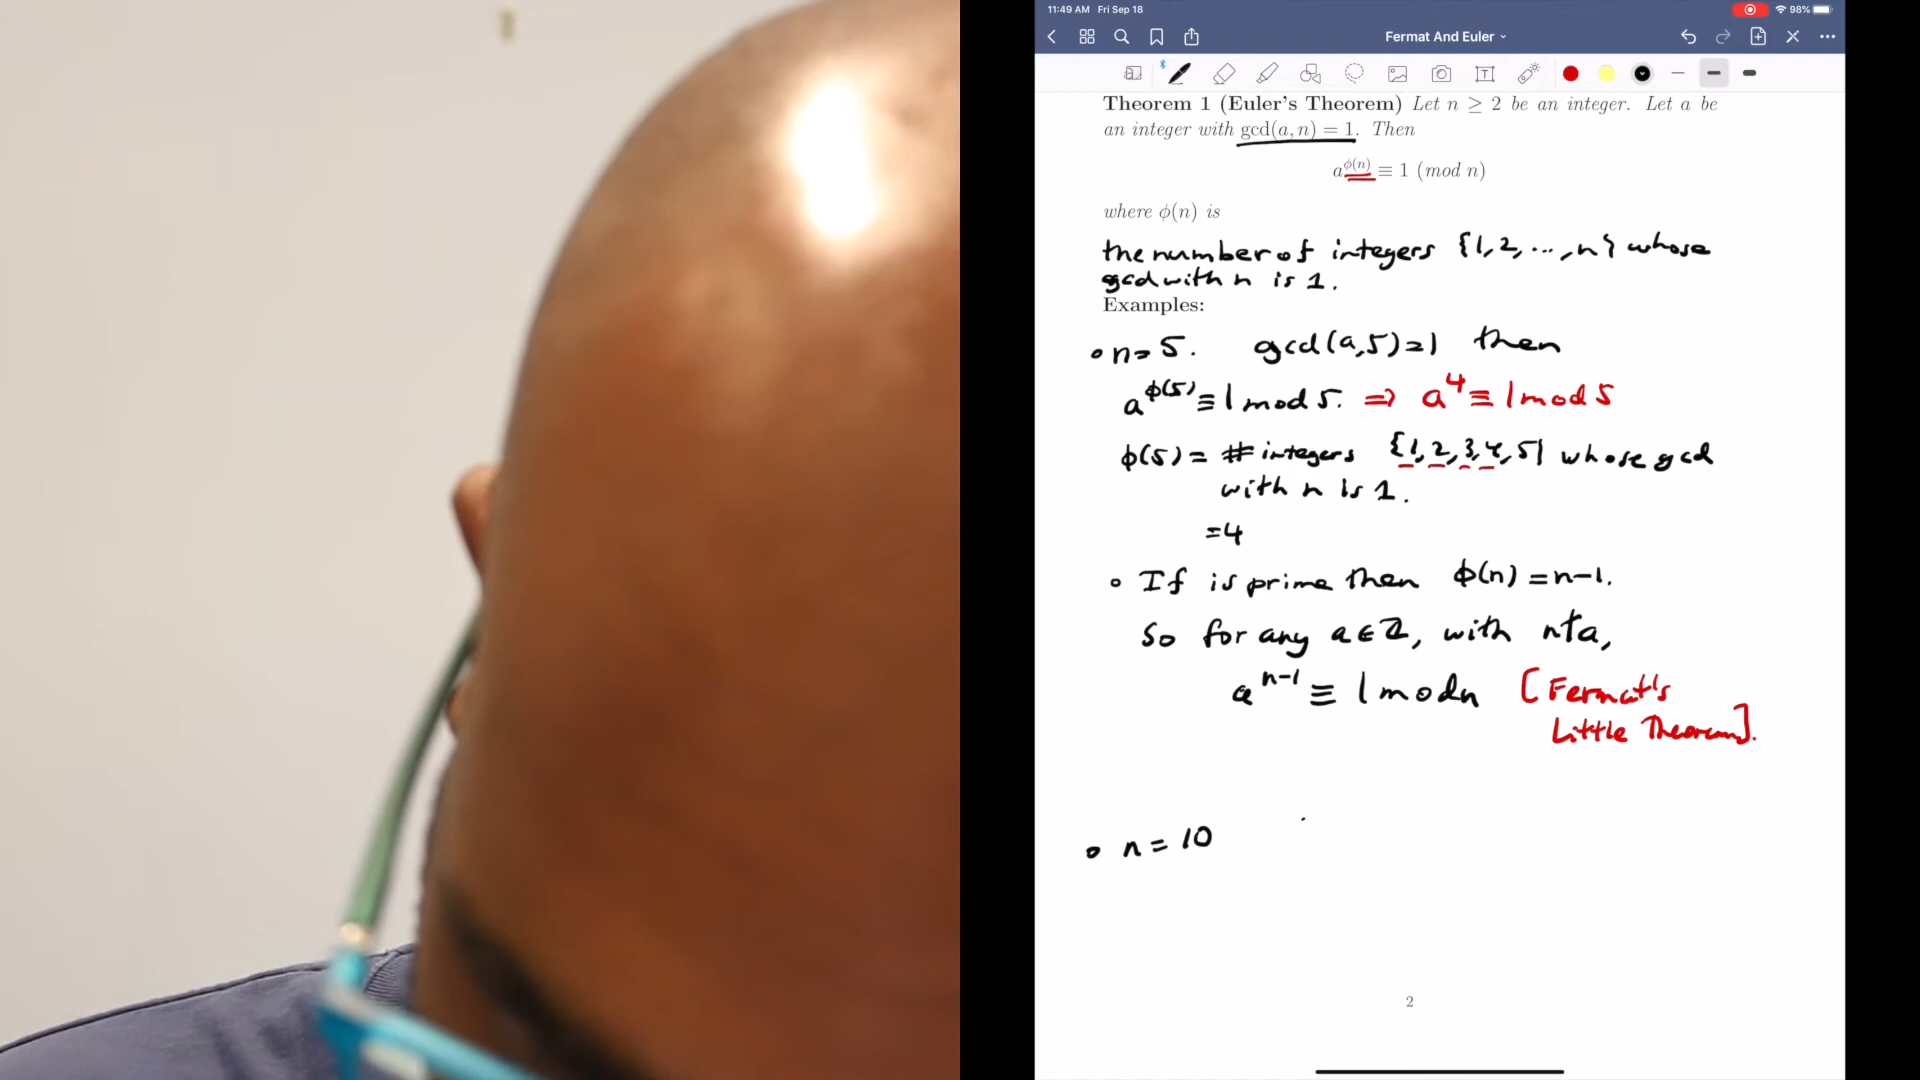 11:49 AM Fri Sep 18
98%
Fermat And Euler
Theorem 1 (Euler's Theorem) Let n ≥ 2 be an integer. Let a be
an integer with gcd(a, n) = 1. Then
a^ϕ(n) ≡ 1 (mod n)
where ϕ(n) is
the number of integers {1, 2, ..., n} whose
gcd with n is 1.
Examples:
• n = 5. gcd(a,5)=1 then
a^ϕ(5) ≡ 1 mod 5. ⇒ a^4 ≡ 1 mod 5
ϕ(5) = # integers {1,2,3,4,5} whose gcd
with n is 1.
=4
• If is prime then ϕ(n) = n-1.
So for any a∈ℤ, with n∤a,
a^n-1 ≡ 1 mod n [Fermat's
Little Theorem].
• n = 10
2